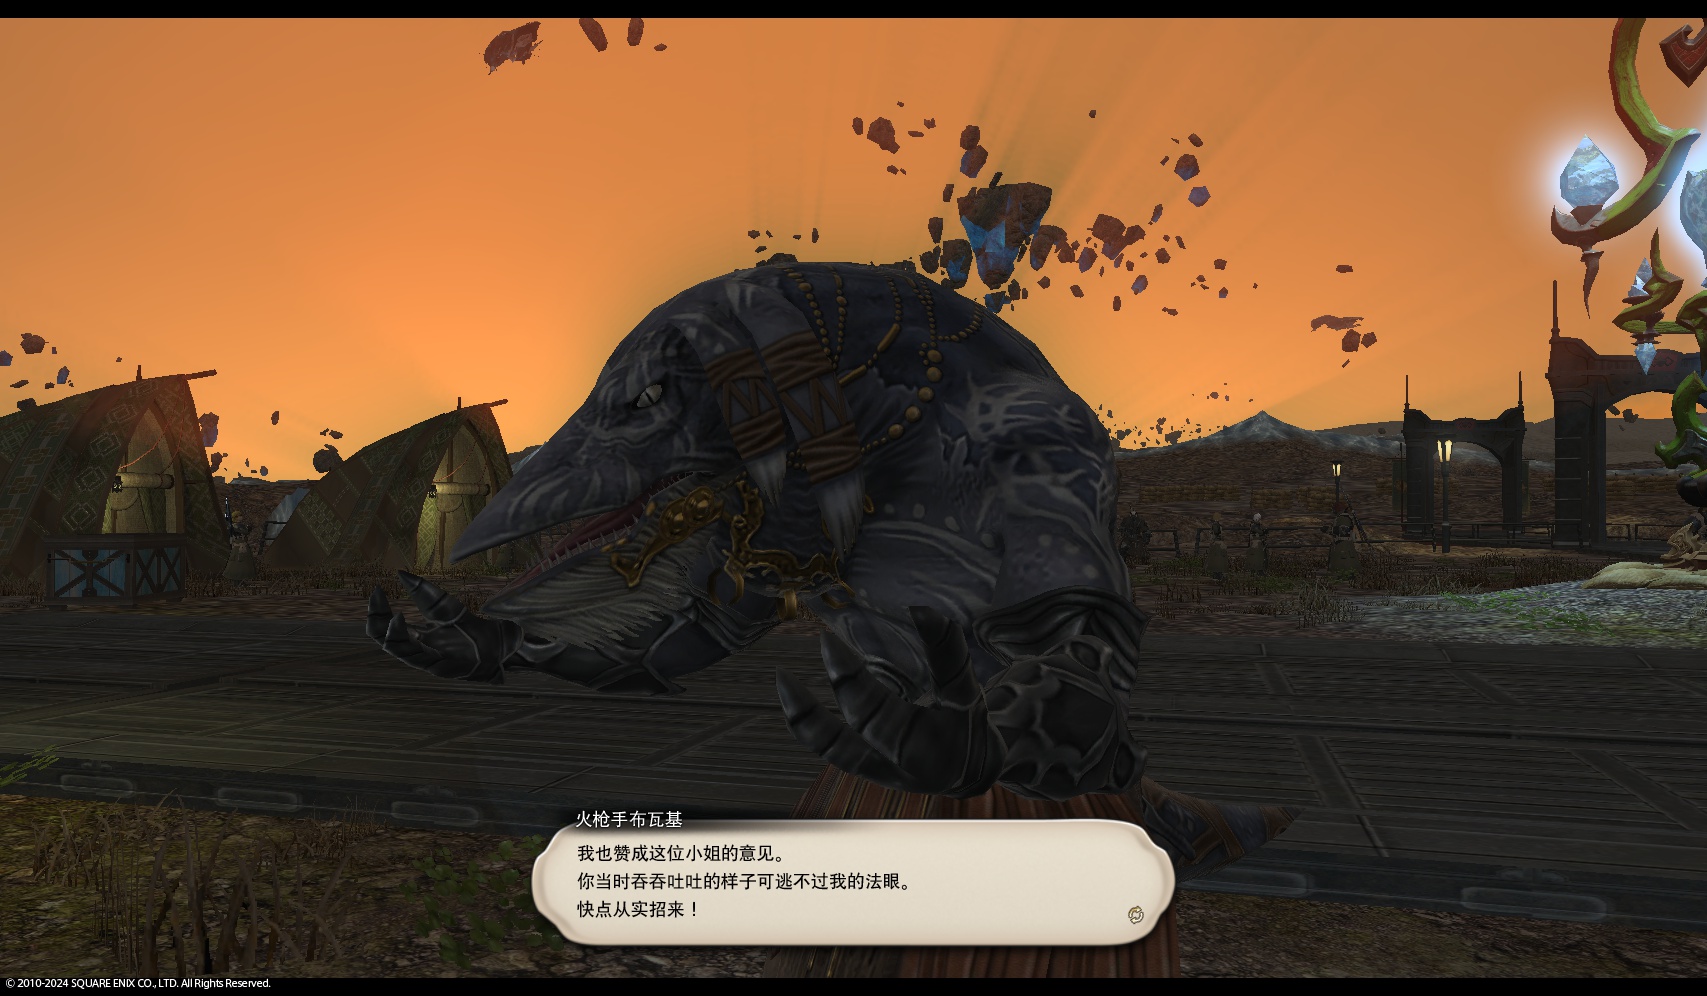 火枪手布瓦基
我也赞成这位小姐的意见。
你当时吞吞吐吐的样子可逃不过我的法眼。
快点从实招来！
© 2010-2024 SQUARE ENIX CO., LTD. All Rights Reserved.